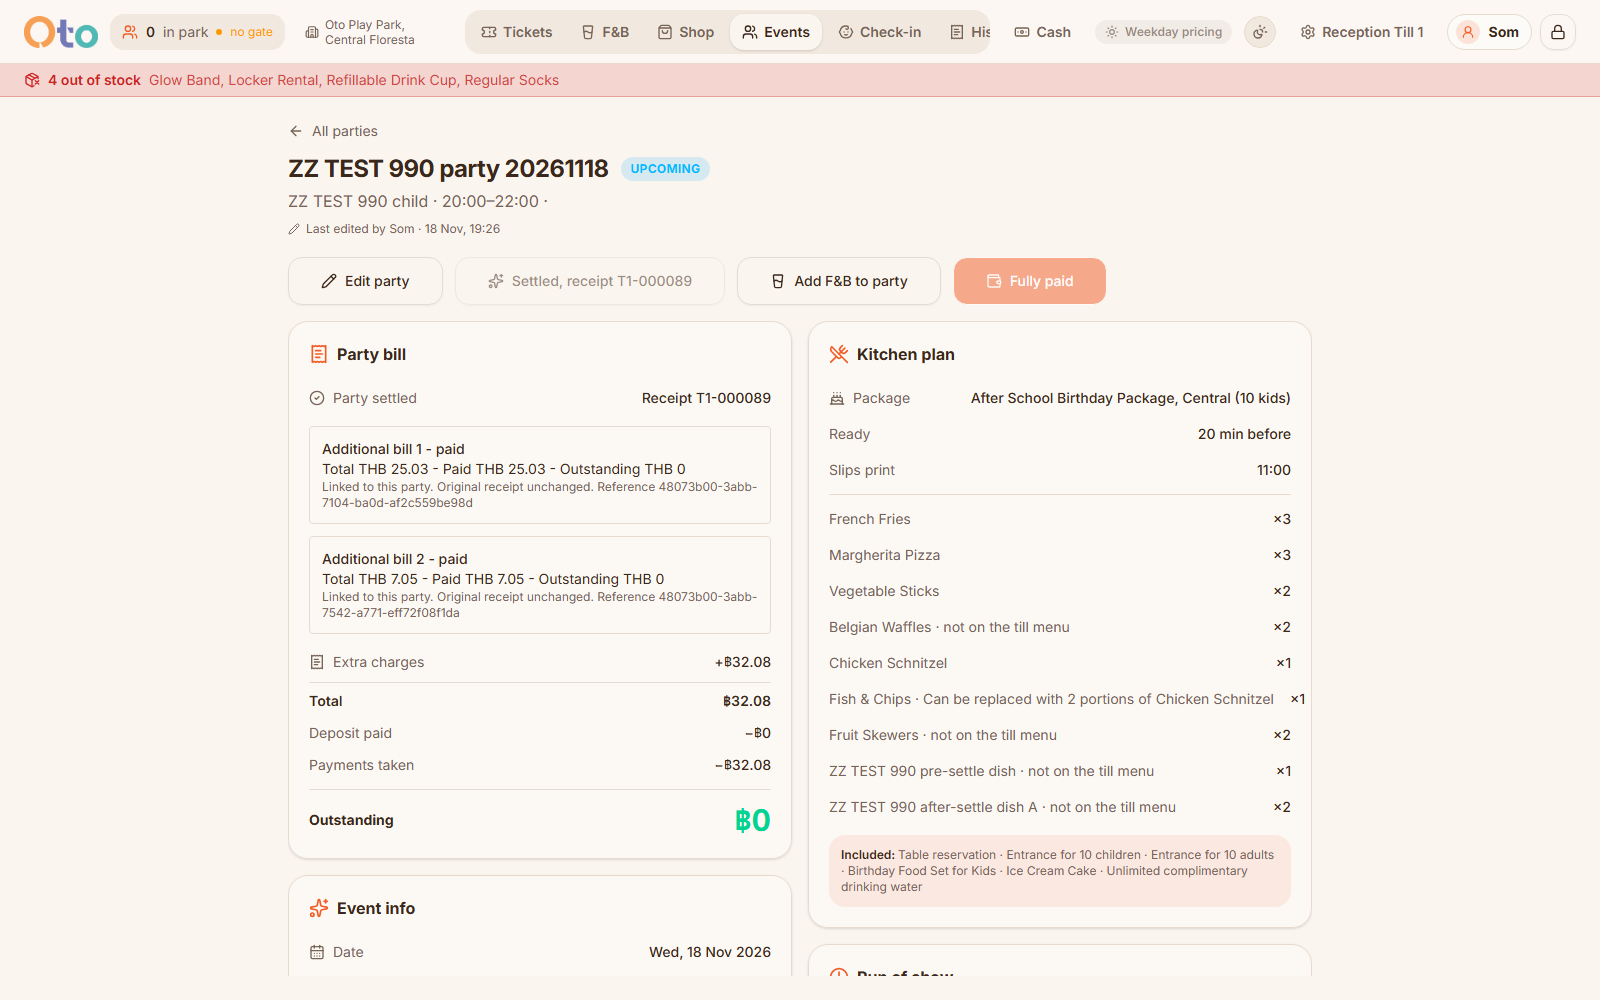 Oto
0 in park • no gate
Oto Play Park,
Central Floresta
Tickets
F&B
Shop
Events
Check-in
His
Cash
Weekday pricing
Reception Till 1
Som
4 out of stock Glow Band, Locker Rental, Refillable Drink Cup, Regular Socks
All parties
ZZ TEST 990 party 20261118
UPCOMING
ZZ TEST 990 child · 20:00–22:00 ·
Last edited by Som · 18 Nov, 19:26
Edit party
Settled, receipt T1-000089
Add F&B to party
Fully paid
Party bill
Party settled Receipt T1-000089
Additional bill 1 - paid
Total THB 25.03 - Paid THB 25.03 - Outstanding THB 0
Linked to this party. Original receipt unchanged. Reference 48073b00-3abb-
7104-ba0d-af2c559be98d
Additional bill 2 - paid
Total THB 7.05 - Paid THB 7.05 - Outstanding THB 0
Linked to this party. Original receipt unchanged. Reference 48073b00-3abb-
7542-a771-eff72f08f1da
Extra charges +฿32.08
Total ฿32.08
Deposit paid –฿0
Payments taken –฿32.08
Outstanding ฿0
Event info
Date Wed, 18 Nov 2026
Kitchen plan
Package After School Birthday Package, Central (10 kids)
Ready 20 min before
Slips print 11:00
French Fries ×3
Margherita Pizza ×3
Vegetable Sticks ×2
Belgian Waffles · not on the till menu ×2
Chicken Schnitzel ×1
Fish & Chips · Can be replaced with 2 portions of Chicken Schnitzel ×1
Fruit Skewers · not on the till menu ×2
ZZ TEST 990 pre-settle dish · not on the till menu ×1
ZZ TEST 990 after-settle dish A · not on the till menu ×2
Included: Table reservation · Entrance for 10 children · Entrance for 10 adults
· Birthday Food Set for Kids · Ice Cream Cake · Unlimited complimentary
drinking water
Run of show